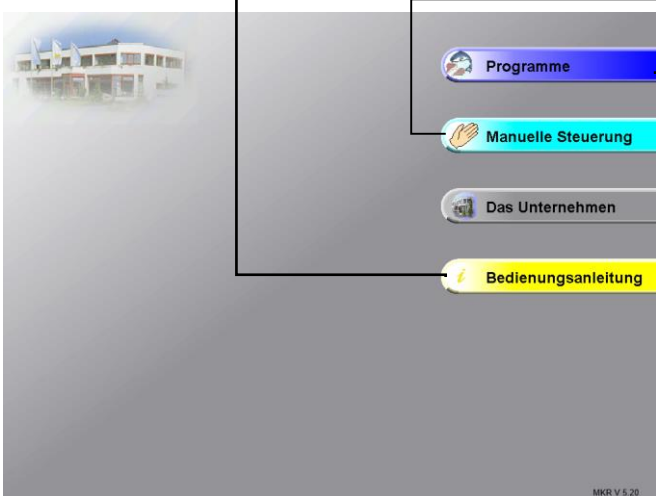 Programme
Manuelle Steuerung
Das Unternehmen
Bedienungsanleitung
MKR V 5.20